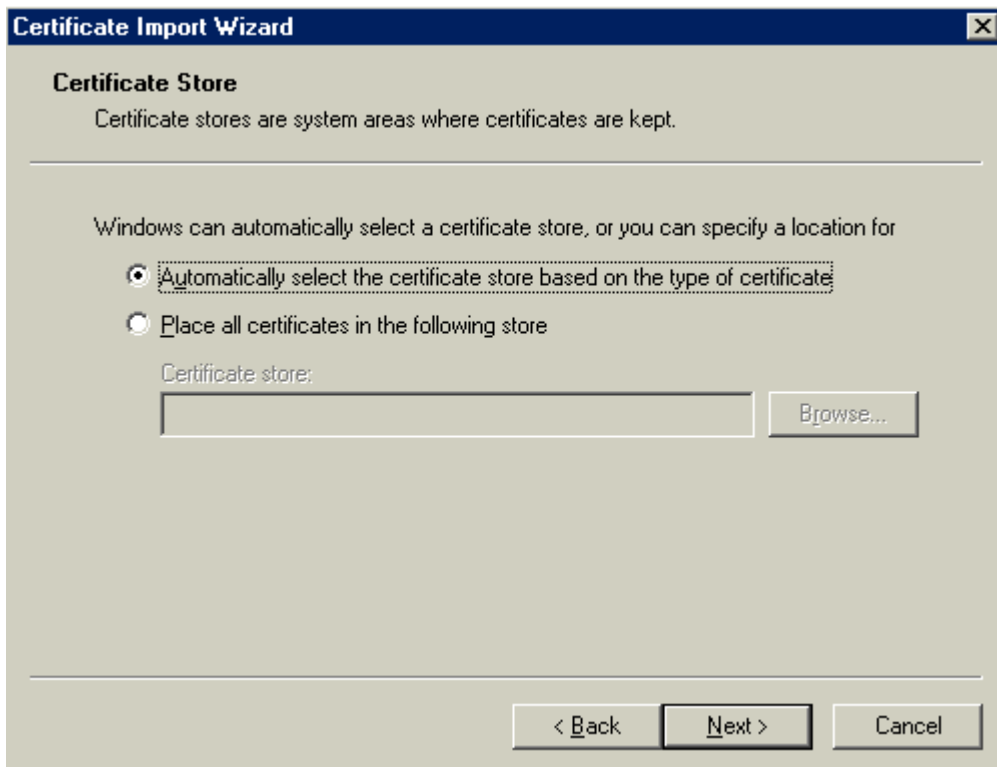 Certificate Import Wizard
Certificate Store
Certificate stores are system areas where certificates are kept.
Windows can automatically select a certificate store, or you can specify a location for
Automatically select the certificate store based on the type of certificate
Place all certificates in the following store
Certificate store:
Browse...
< Back
Next >
Cancel